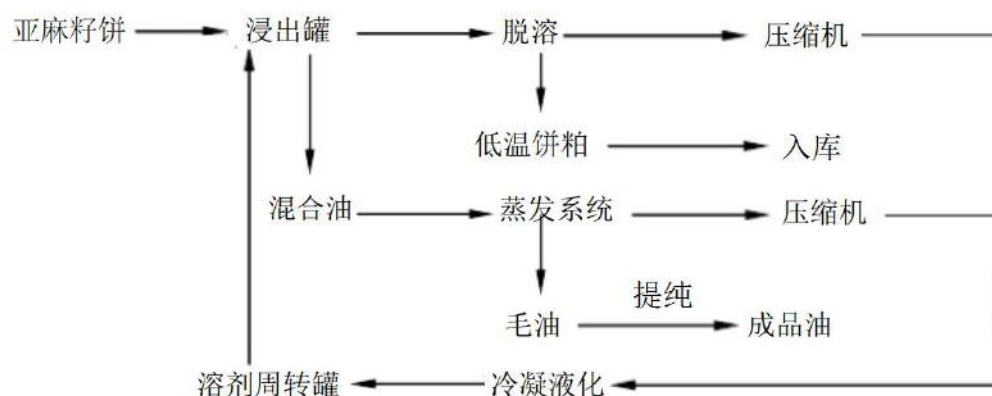 亚麻籽饼 浸出罐 脱溶 压缩机
低温饼粕 入库
混合油 蒸发系统 压缩机
提纯
毛油 成品油
溶剂周转罐 冷凝液化